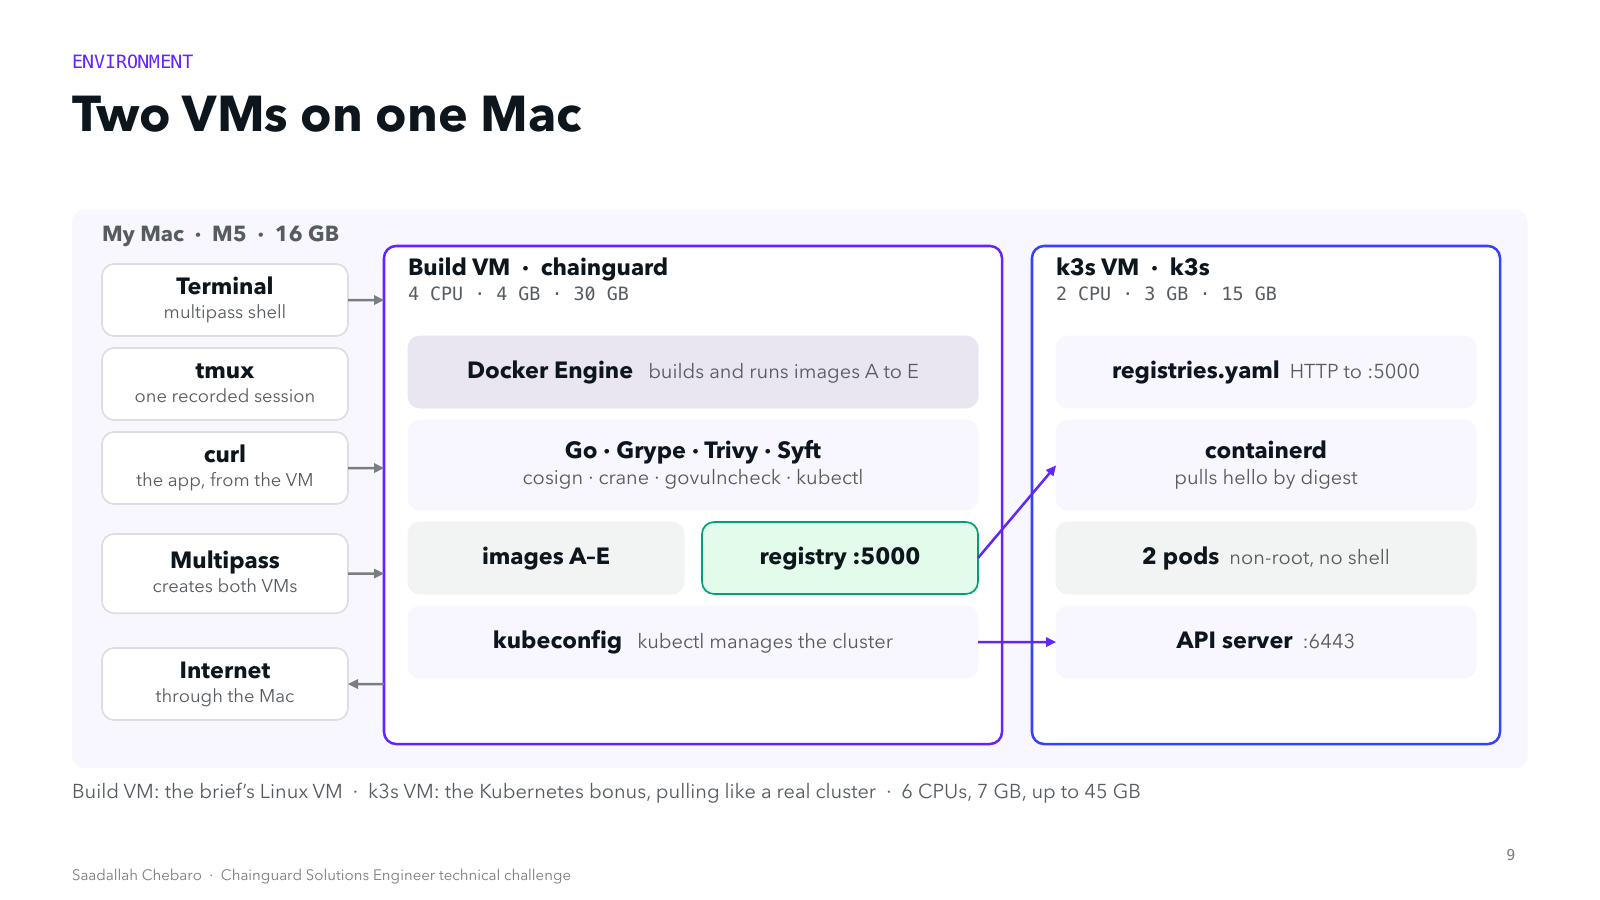 ENVIRONMENT
Two VMs on one Mac
My Mac · M5 · 16 GB
Terminal
multipass shell
tmux
one recorded session
curl
the app, from the VM
Multipass
creates both VMs
Internet
through the Mac
Build VM · chainguard
4 CPU · 4 GB · 30 GB
Docker Engine builds and runs images A to E
Go · Grype · Trivy · Syft
cosign · crane · govulncheck · kubectl
images A–E
registry :5000
kubeconfig kubectl manages the cluster
k3s VM · k3s
2 CPU · 3 GB · 15 GB
registries.yaml HTTP to :5000
containerd
pulls hello by digest
2 pods non-root, no shell
API server :6443
Build VM: the brief’s Linux VM · k3s VM: the Kubernetes bonus, pulling like a real cluster · 6 CPUs, 7 GB, up to 45 GB
9
Saadallah Chebaro · Chainguard Solutions Engineer technical challenge